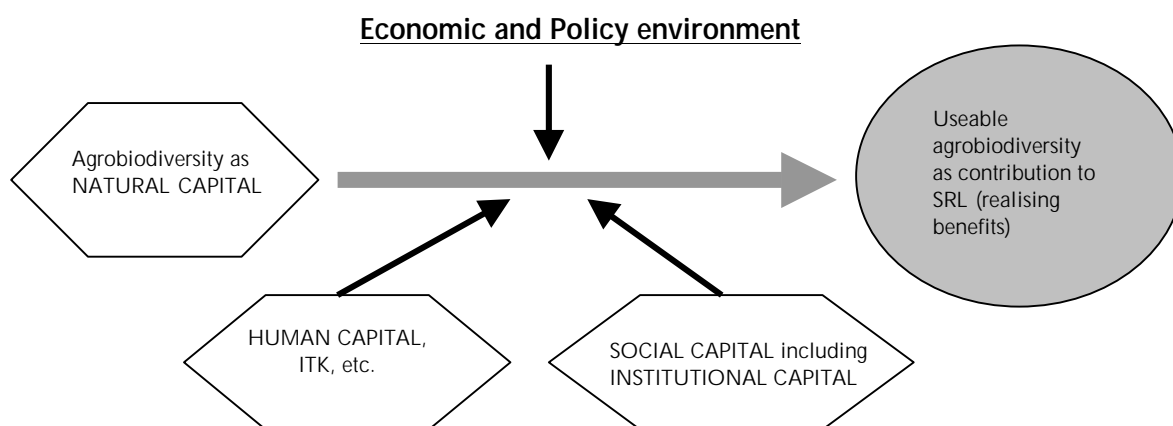 Economic and Policy environment
Agrobiodiversity as
NATURAL CAPITAL
Useable
agrobiodiversity
as contribution to
SRL (realising
benefits)
HUMAN CAPITAL,
ITK, etc.
SOCIAL CAPITAL including
INSTITUTIONAL CAPITAL